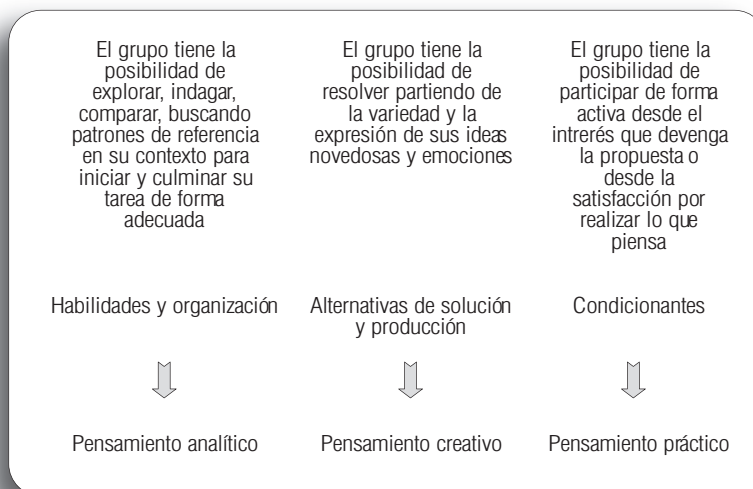 El grupo tiene la
posibilidad de
explorar, indagar,
comparar, buscando
patrones de referencia
en su contexto para
iniciar y culminar su
tarea de forma
adecuada
El grupo tiene la
posibilidad de
resolver partiendo de
la variedad y la
expresión de sus ideas
novedosas y emociones
El grupo tiene la
posibilidad de
participar de forma
activa desde el
intrerés que devenga
la propuesta o
desde la
satisfacción por
realizar lo que
piensa
Habilidades y organización
Alternativas de solución
y producción
Condicionantes
Pensamiento analítico
Pensamiento creativo
Pensamiento práctico